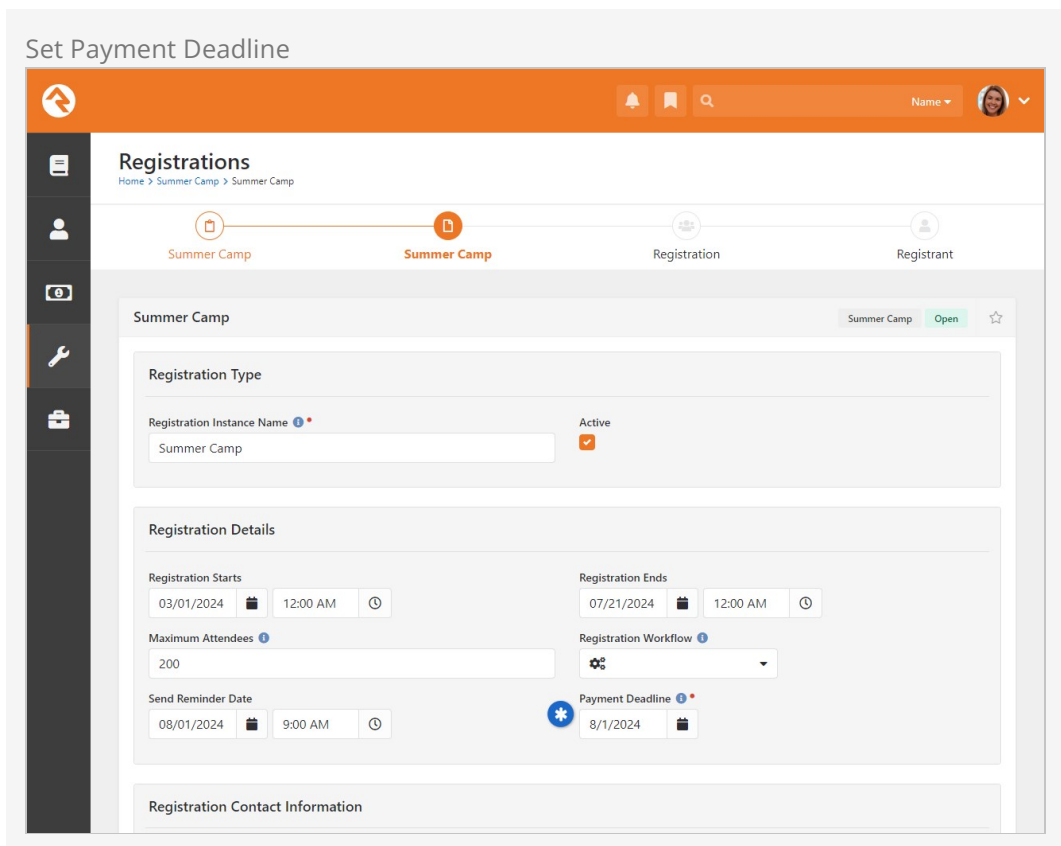 Set Payment Deadline
Name
Registrations
Home > Summer Camp > Summer Camp
Summer Camp
Summer Camp
Registration
Registrant
Summer Camp
Summer Camp
Open
Registration Type
Registration Instance Name
Active
Summer Camp
Registration Details
Registration Starts
Registration Ends
03/01/2024
12:00 AM
07/21/2024
12:00 AM
Maximum Attendees
Registration Workflow
200
Send Reminder Date
Payment Deadline
08/01/2024
9:00 AM
8/1/2024
Registration Contact Information